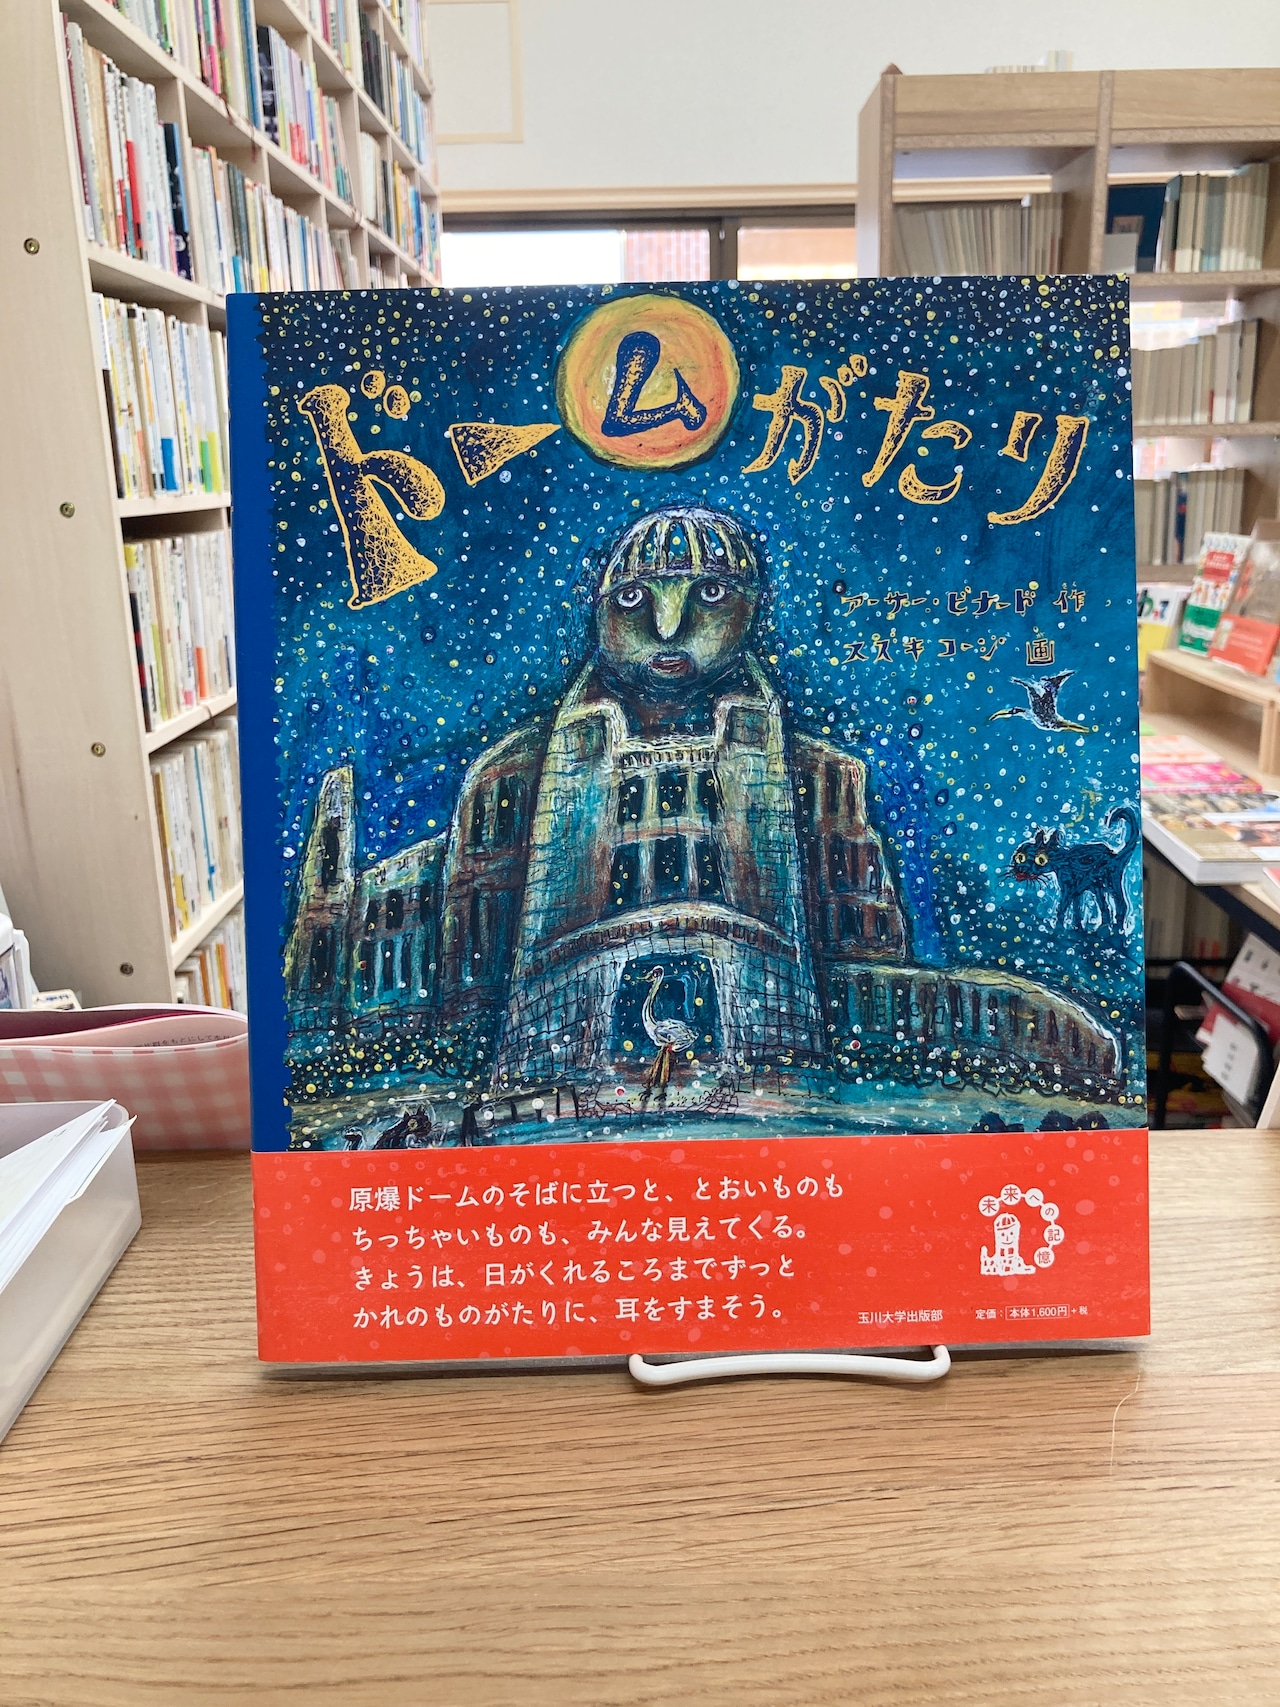 ドームがたり
アーサー・ビナード 作
スズキコージ 画
原爆ドームのそばに立つと、とおいものも
ちっちゃいものも、みんな見えてくる。
きょうは、日がくれるころまでずっと
かれのものがたりに、耳をすまそう。
未来への記憶
玉川大学出版部
定価：本体1,600円+税